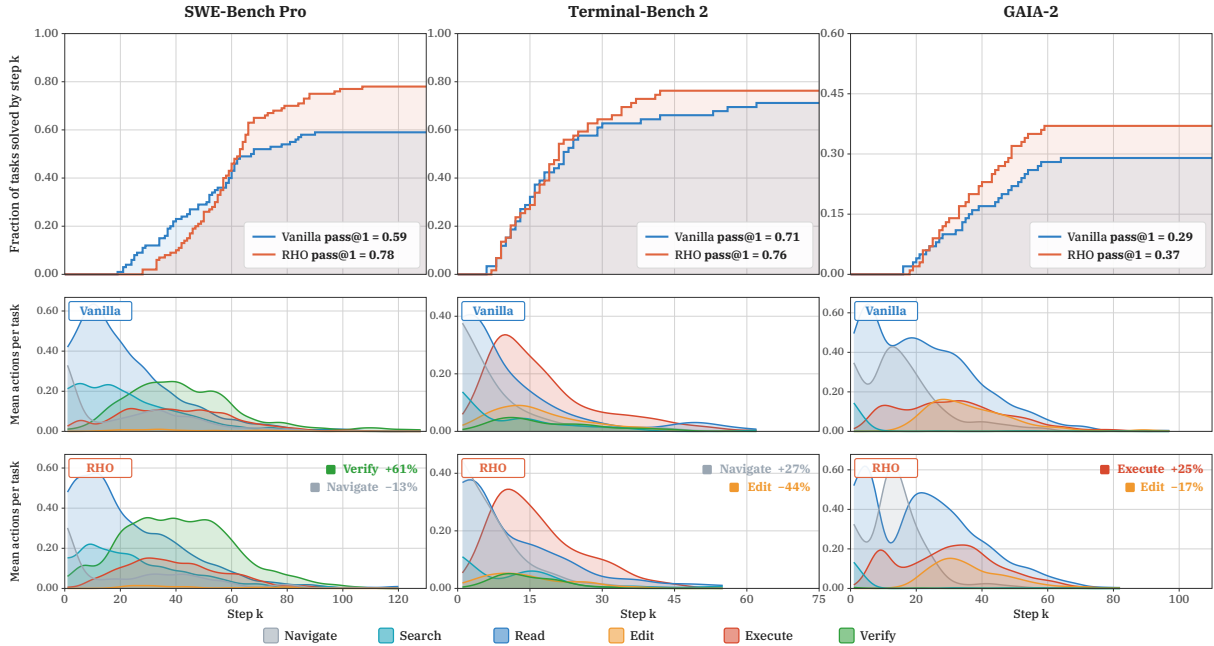 SWE-Bench Pro
Terminal-Bench 2
GAIA-2
Fraction of tasks solved by step k
1.00
0.80
0.60
0.40
0.20
0.00
Vanilla pass@1 = 0.59
RHO pass@1 = 0.78
1.00
0.80
0.60
0.40
0.20
0.00
Vanilla pass@1 = 0.71
RHO pass@1 = 0.76
0.60
0.45
0.30
0.15
0.00
Vanilla pass@1 = 0.29
RHO pass@1 = 0.37
Mean actions per task
0.60
0.40
0.20
0.00
Vanilla
0.40
0.20
0.00
Vanilla
0.60
0.40
0.20
0.00
Vanilla
Mean actions per task
0.60
0.40
0.20
0.00
RHO
Verify +61%
Navigate −13%
0 20 40 60 80 100 120
Step k
0.40
0.20
0.00
RHO
Navigate +27%
Edit −44%
0 15 30 45 60 75
Step k
0.60
0.40
0.20
0.00
RHO
Execute +25%
Edit −17%
0 20 40 60 80 100
Step k
Navigate Search Read Edit Execute Verify